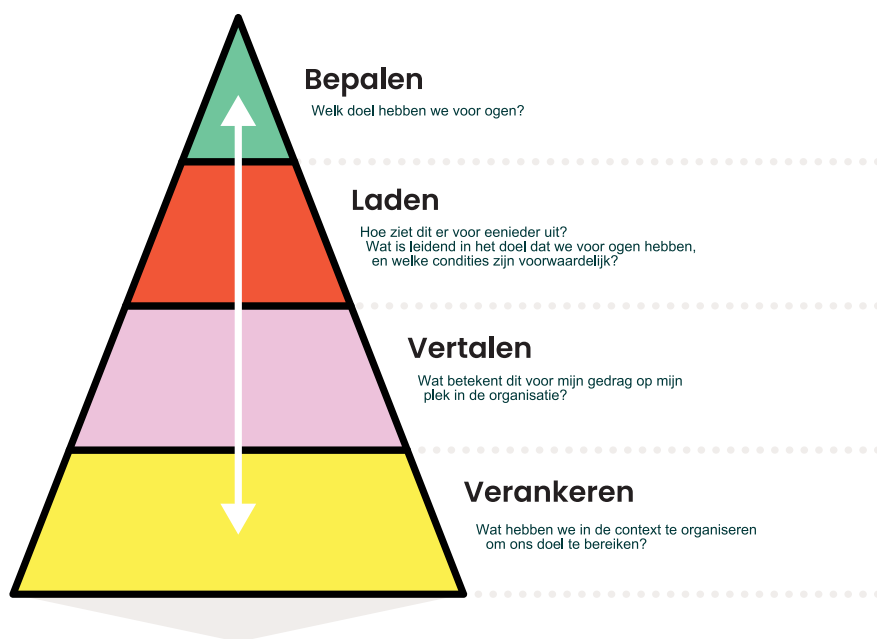 Bepalen
Welk doel hebben we voor ogen?
Laden
Hoe ziet dit er voor eenieder uit?
Wat is leidend in het doel dat we voor ogen hebben,
en welke condities zijn voorwaardelijk?
Vertalen
Wat betekent dit voor mijn gedrag op mijn
plek in de organisatie?
Verankeren
Wat hebben we in de context te organiseren
om ons doel te bereiken?